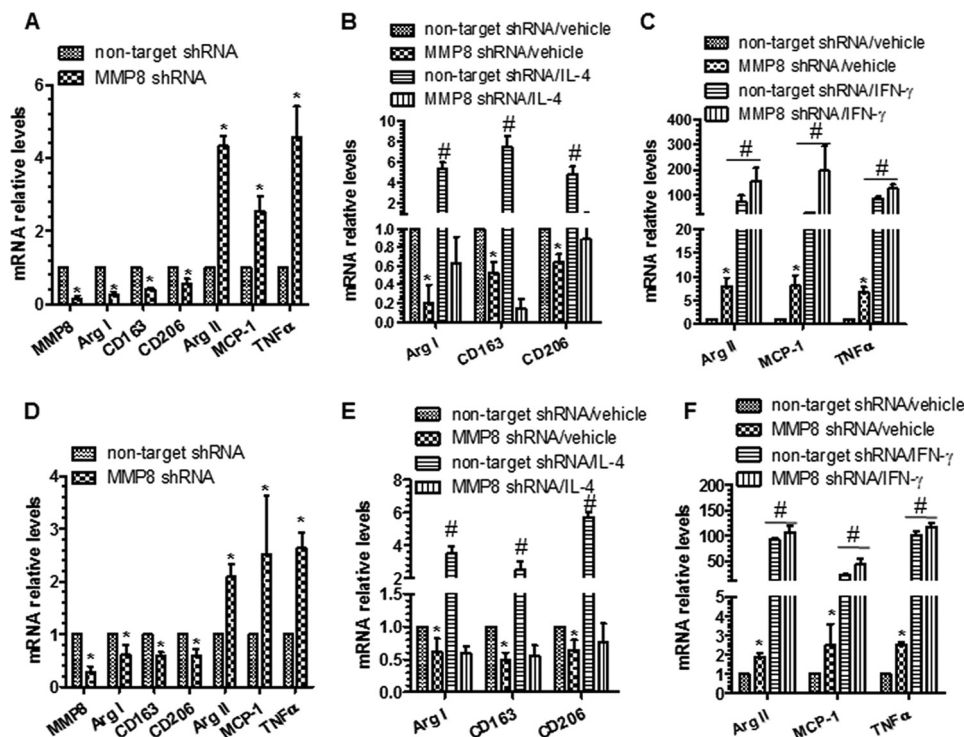 A
non-target shRNA
MMP8 shRNA
mRNA relative levels
6
4
2
0
MMP8
Arg I
CD163
CD206
Arg II
MCP-1
TNFα
* * * * * * *
B
non-target shRNA/vehicle
MMP8 shRNA/vehicle
non-target shRNA/IL-4
MMP8 shRNA/IL-4
mRNA relative levels
10
8
6
4
2
1.0
0.8
0.6
0.4
0.2
0.0
# # #
* * *
Arg I
CD163
CD206
C
non-target shRNA/vehicle
MMP8 shRNA/vehicle
non-target shRNA/IFN-γ
MMP8 shRNA/IFN-γ
mRNA relative levels
400
300
200
100
20
15
10
5
0
# # #
* * *
Arg II
MCP-1
TNFα
D
non-target shRNA
MMP8 shRNA
mRNA relative levels
4
3
2
1
0
* * * * * * *
MMP8
Arg I
CD163
CD206
Arg II
MCP-1
TNFα
E
non-target shRNA/vehicle
MMP8 shRNA/vehicle
non-target shRNA/IL-4
MMP8 shRNA/IL-4
mRNA relative levels
8
6
4
2
1.0
0.5
0.0
# # #
* * *
Arg I
CD163
CD206
F
non-target shRNA/vehicle
MMP8 shRNA/vehicle
non-target shRNA/IFN-γ
MMP8 shRNA/IFN-γ
mRNA relative levels
200
150
100
50
5
4
3
2
1
0
# # #
* * *
Arg II
MCP-1
TNFα